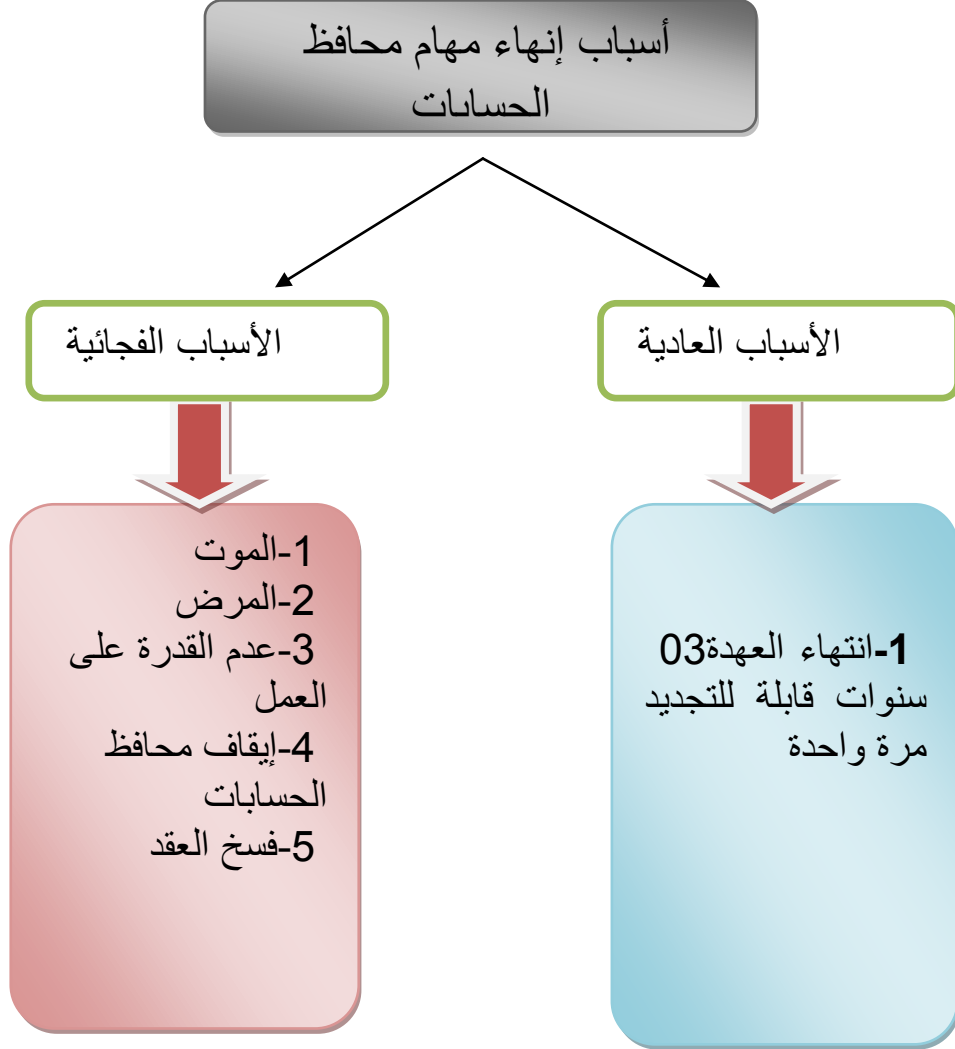 أسباب إنهاء مهام محافظ
الحسابات
الأسباب العادية
الأسباب الفجائية
1-انتهاء العهدة03
سنوات قابلة للتجديد
مرة واحدة
1-الموت
2-المرض
3-عدم القدرة على
العمل
4-إيقاف محافظ
الحسابات
5-فسخ العقد